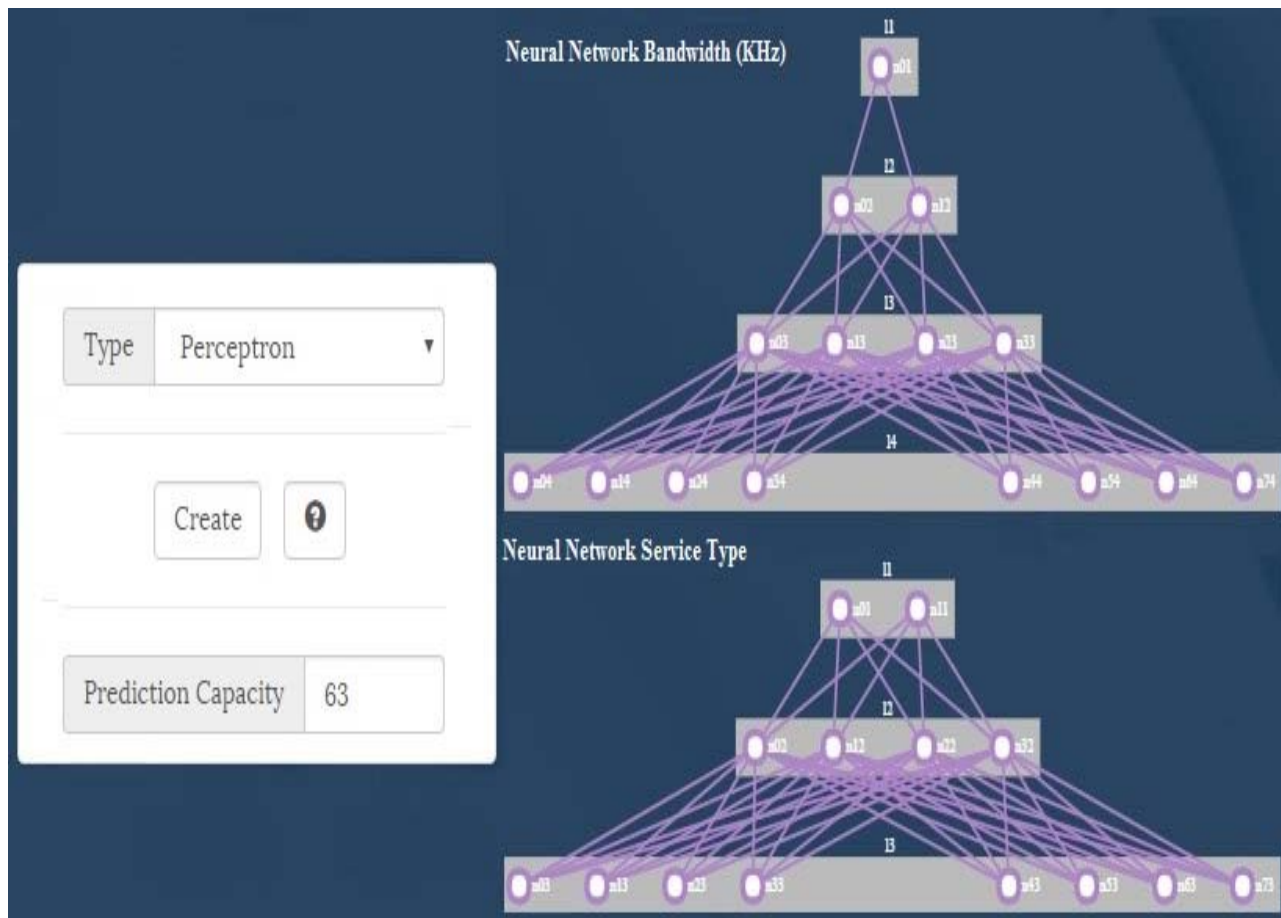 Type Perceptron
Create
Prediction Capacity 63
Neural Network Bandwidth (KHz)
l1
n01
l2
n02 n12
l3
n03 n13 n23 n33
l4
n04 n14 n24 n34 n44 n54 n64 n74
Neural Network Service Type
l1
n01 n11
l2
n02 n12 n22 n32
l3
n03 n13 n23 n33 n43 n53 n63 n73